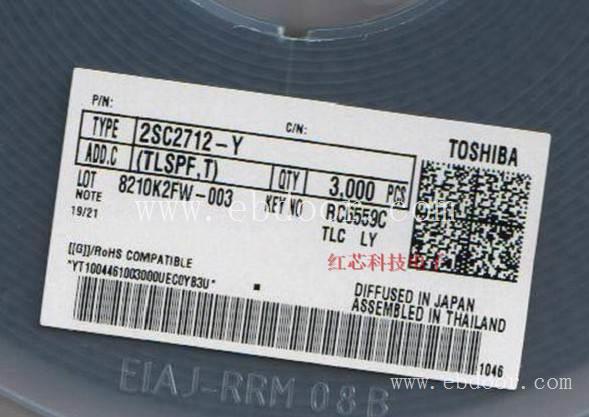 P/N:
C/N:
TOSHIBA
TYPE 2SC2712-Y
ADD.C (TLSPF,T) QTY 3,000 PCS
LOT 8210K2FW-003 KEY NO RCD559C
NOTE TLC LY
19/21
www.ebdoor.com
红芯科技电子
[[G]]/RoHS COMPATIBLE
"YT1004461003000UEC0YB3U"
DIFFUSED IN JAPAN
ASSEMBLED IN THAILAND
1046
EIAJ-RRM 08B
www.ebdoor.com